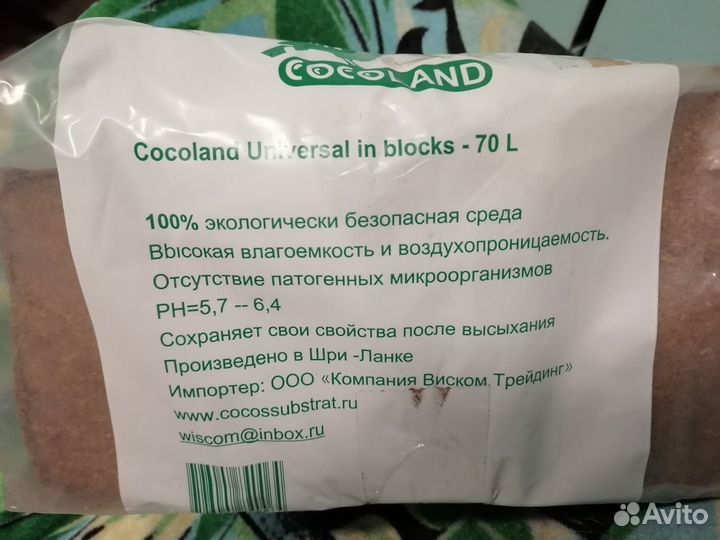 COCOLAND
Cocoland Universal in blocks - 70 L
100% экологически безопасная среда
Высокая влагоемкость и воздухопроницаемость.
Отсутствие патогенных микроорганизмов
PH=5,7 -- 6,4
Сохраняет свои свойства после высыхания
Произведено в Шри -Ланке
Импортер: ООО «Компания Виском Трейдинг»
www.cocossubstrat.ru
wiscom@inbox.ru
Avito